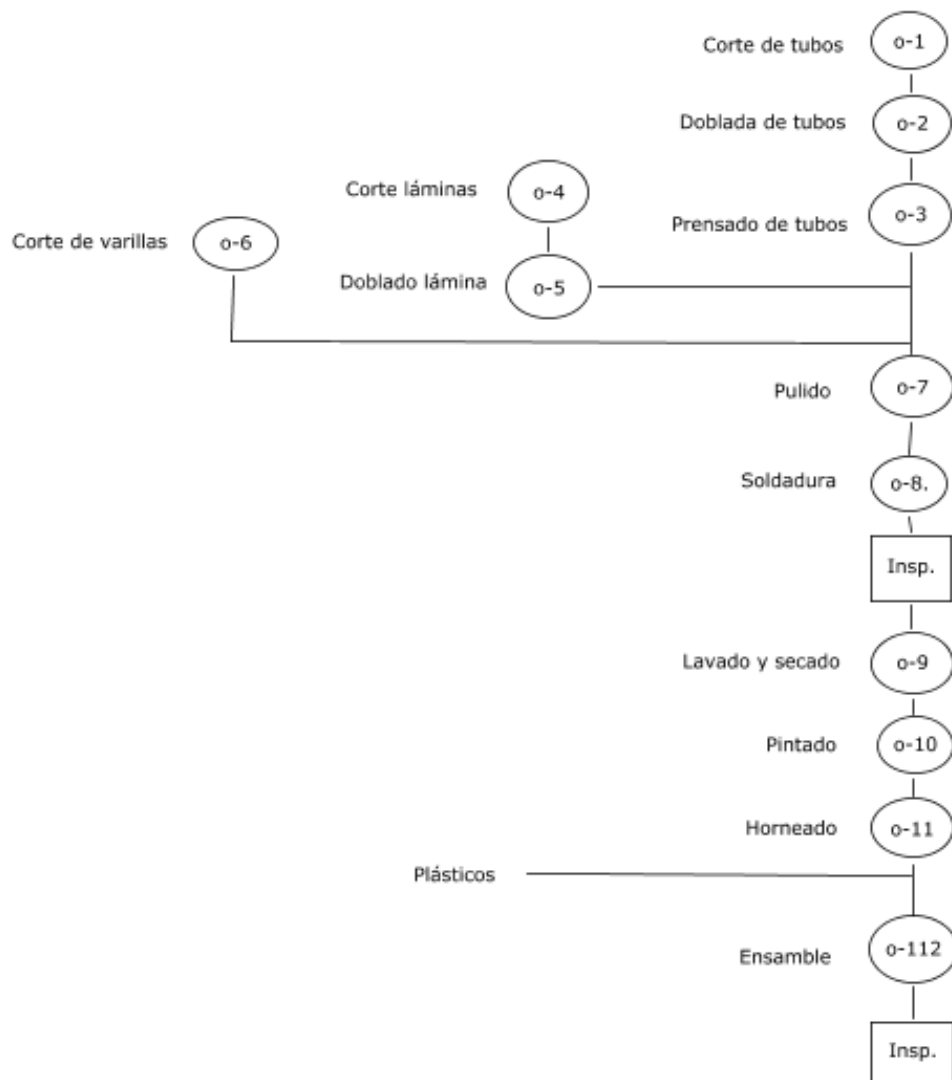 Corte de tubos
o-1
Doblada de tubos
o-2
Corte láminas
o-4
Prensado de tubos
o-3
Corte de varillas
o-6
Doblado lámina
o-5
Pulido
o-7
Soldadura
o-8.
Insp.
Lavado y secado
o-9
Pintado
o-10
Horneado
o-11
Plásticos
Ensamble
o-112
Insp.